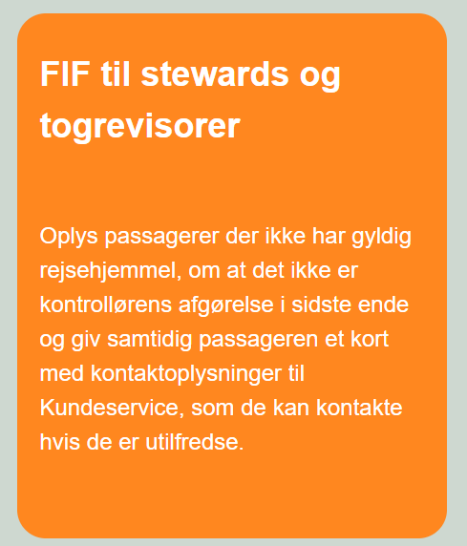 FIF til stewards og
togrevisorer
Oplys passagerer der ikke har gyldig
rejsehjemmel, om at det ikke er
kontrollørens afgørelse i sidste ende
og giv samtidig passageren et kort
med kontaktoplysninger til
Kundeservice, som de kan kontakte
hvis de er utilfredse.